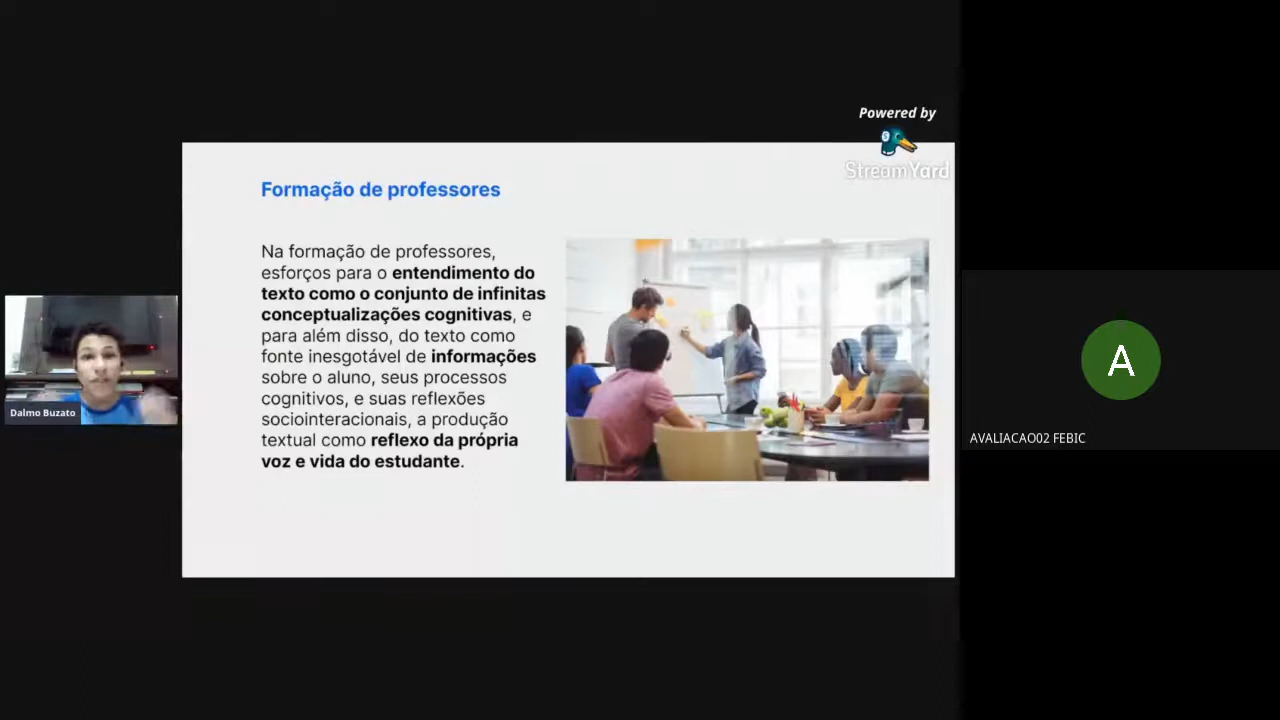 Powered by
StreamYard
Formação de professores
Na formação de professores,
esforços para o entendimento do
texto como o conjunto de infinitas
conceptualizações cognitivas, e
para além disso, do texto como
fonte inesgotável de informações
sobre o aluno, seus processos
cognitivos, e suas reflexões
sociointeracionais, a produção
textual como reflexo da própria
voz e vida do estudante.
Dalmo Buzato
A
AVALIACAO02 FEBIC